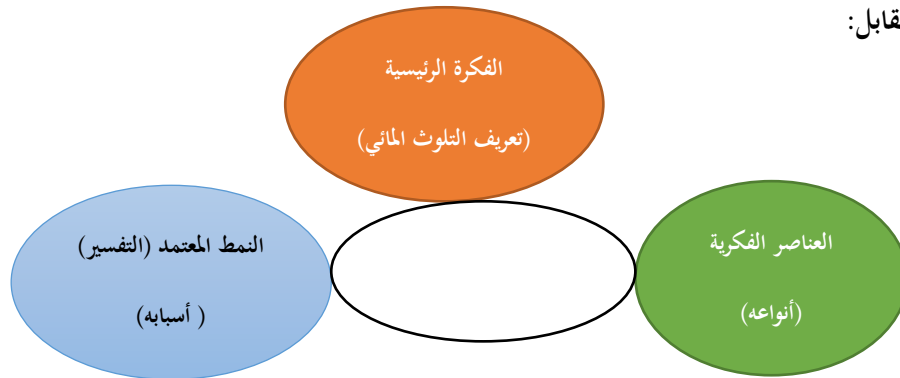 قابل:
الفكرة الرئيسية
(تعريف التلوث المائي)
العناصر الفكرية
(أنواعه)
النمط المعتمد (التفسير)
( أسبابه)